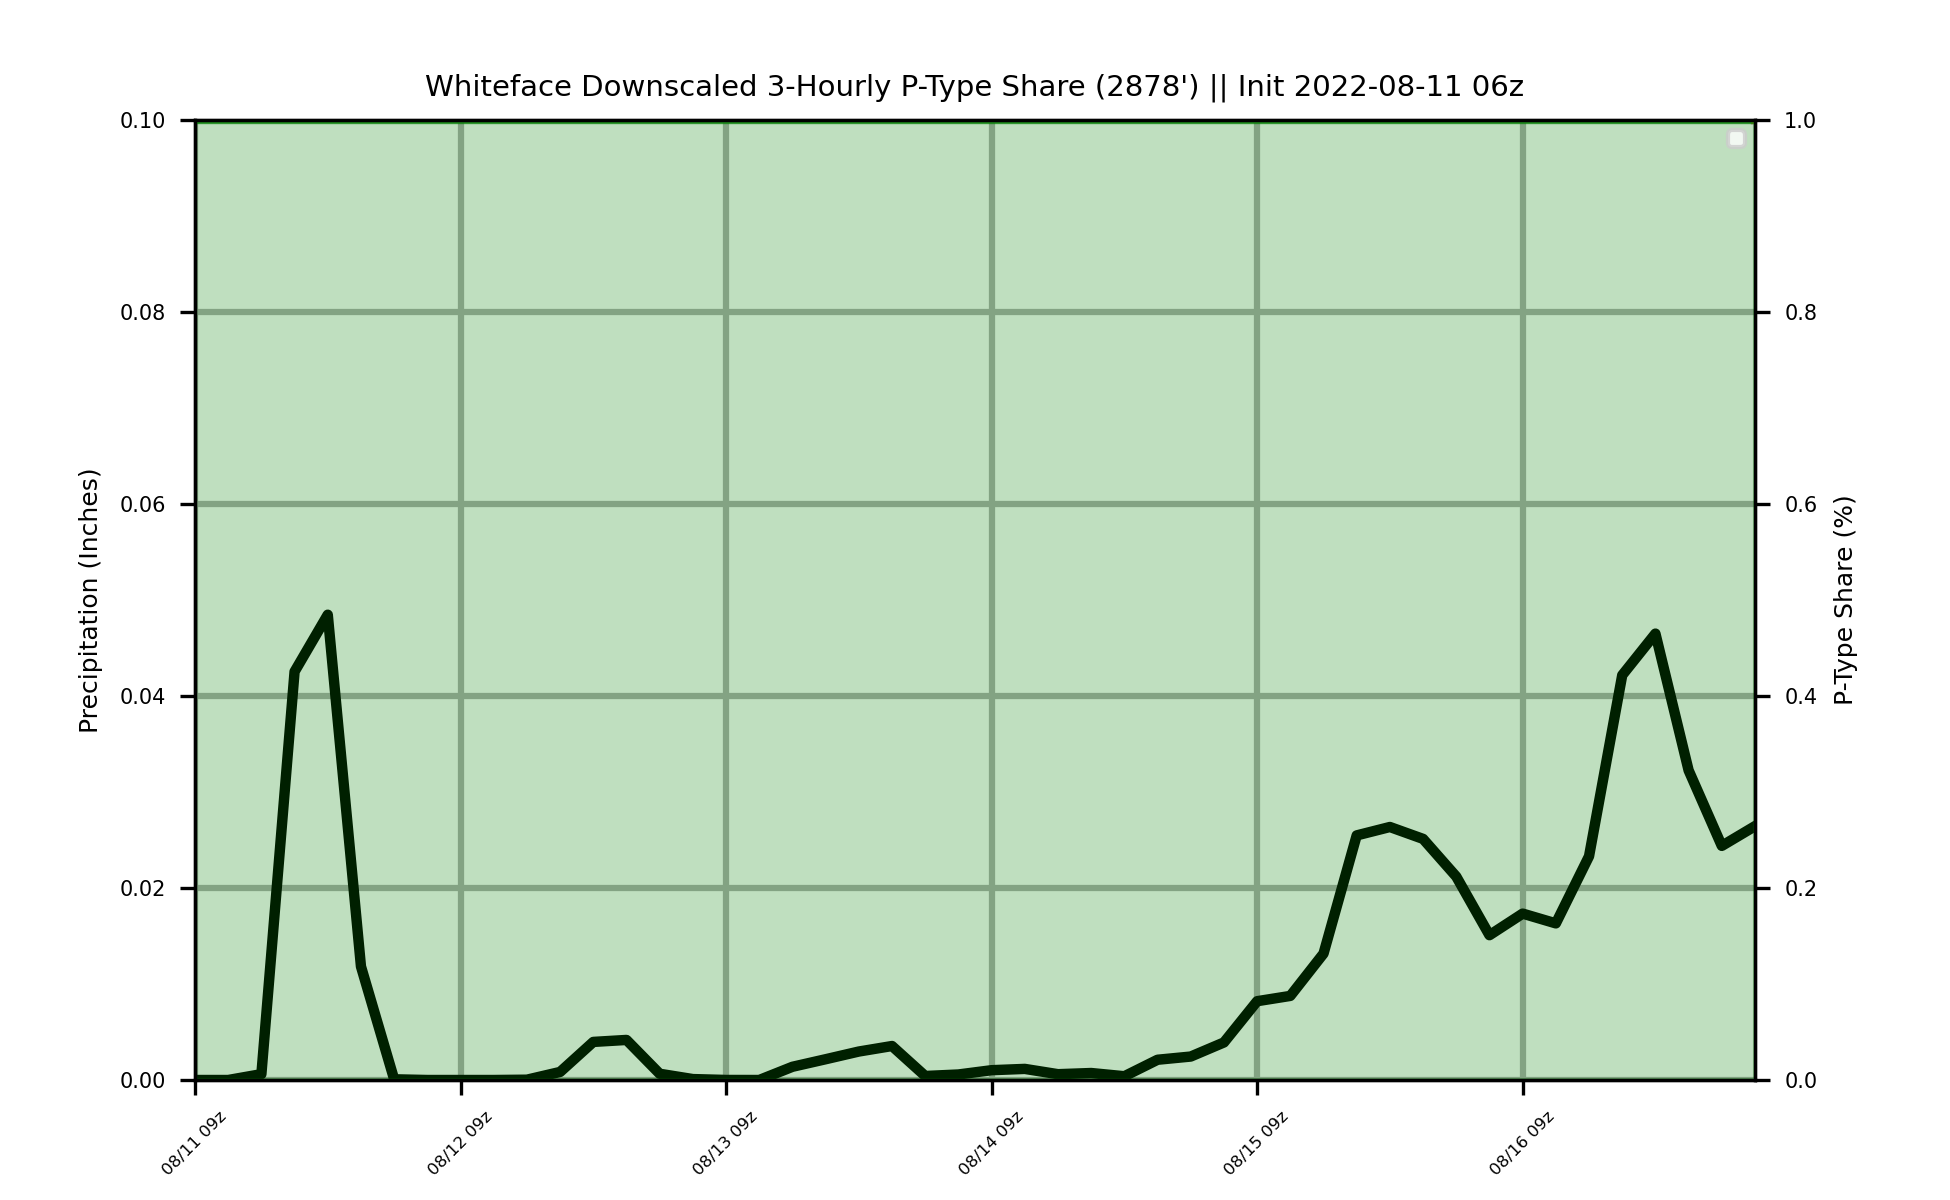 Whiteface Downscaled 3-Hourly P-Type Share (2878') || Init 2022-08-11 06z
Precipitation (Inches)
0.10
0.08
0.06
0.04
0.02
0.00
1.0
0.8
0.6
0.4
0.2
0.0
P-Type Share (%)
08/11 09z
08/12 09z
08/13 09z
08/14 09z
08/15 09z
08/16 09z